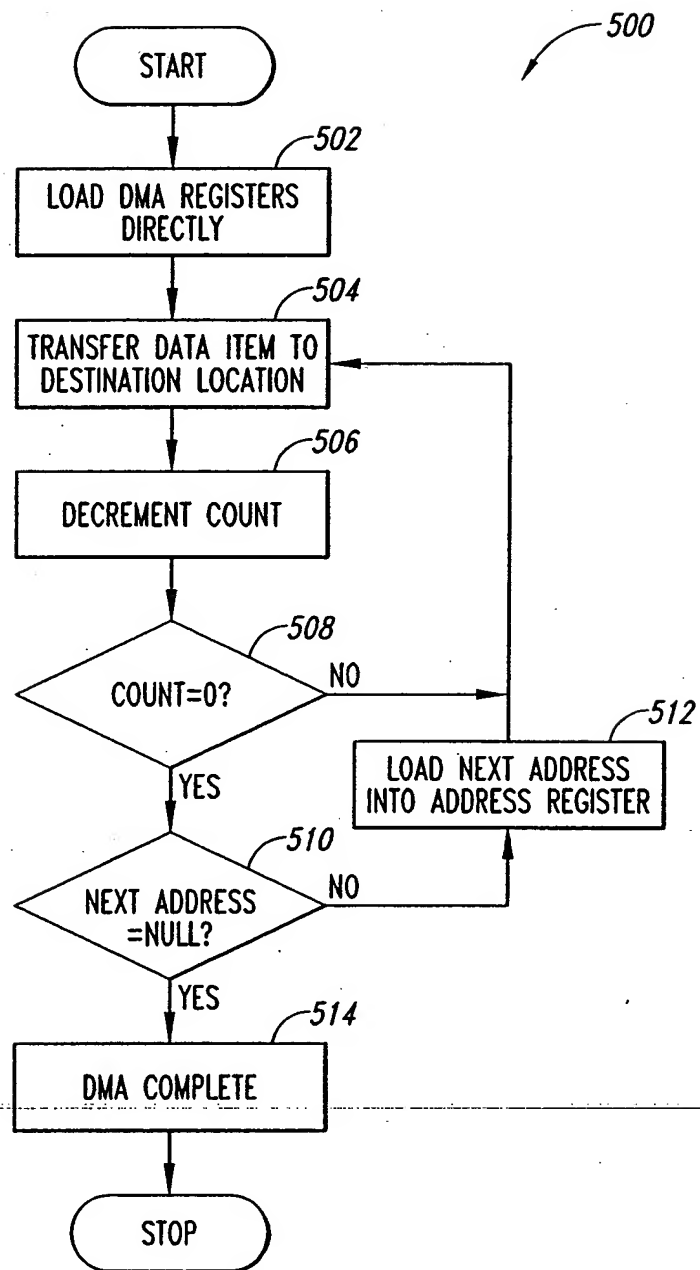 500
START
502
LOAD DMA REGISTERS
DIRECTLY
504
TRANSFER DATA ITEM TO
DESTINATION LOCATION
506
DECREMENT COUNT
508
COUNT=0?
NO
YES
512
LOAD NEXT ADDRESS
INTO ADDRESS REGISTER
510
NEXT ADDRESS
=NULL?
NO
YES
514
DMA COMPLETE
STOP